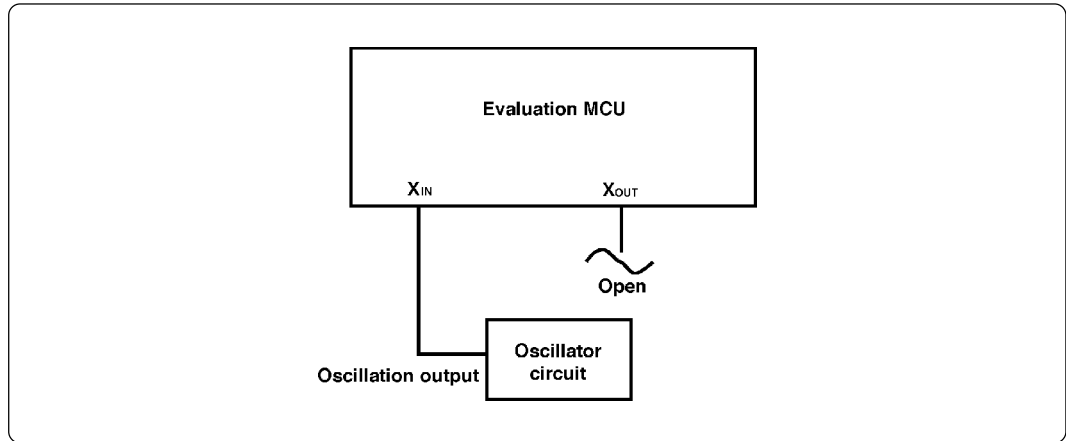 Evaluation MCU
XIN
XOUT
Open
Oscillator
circuit
Oscillation output